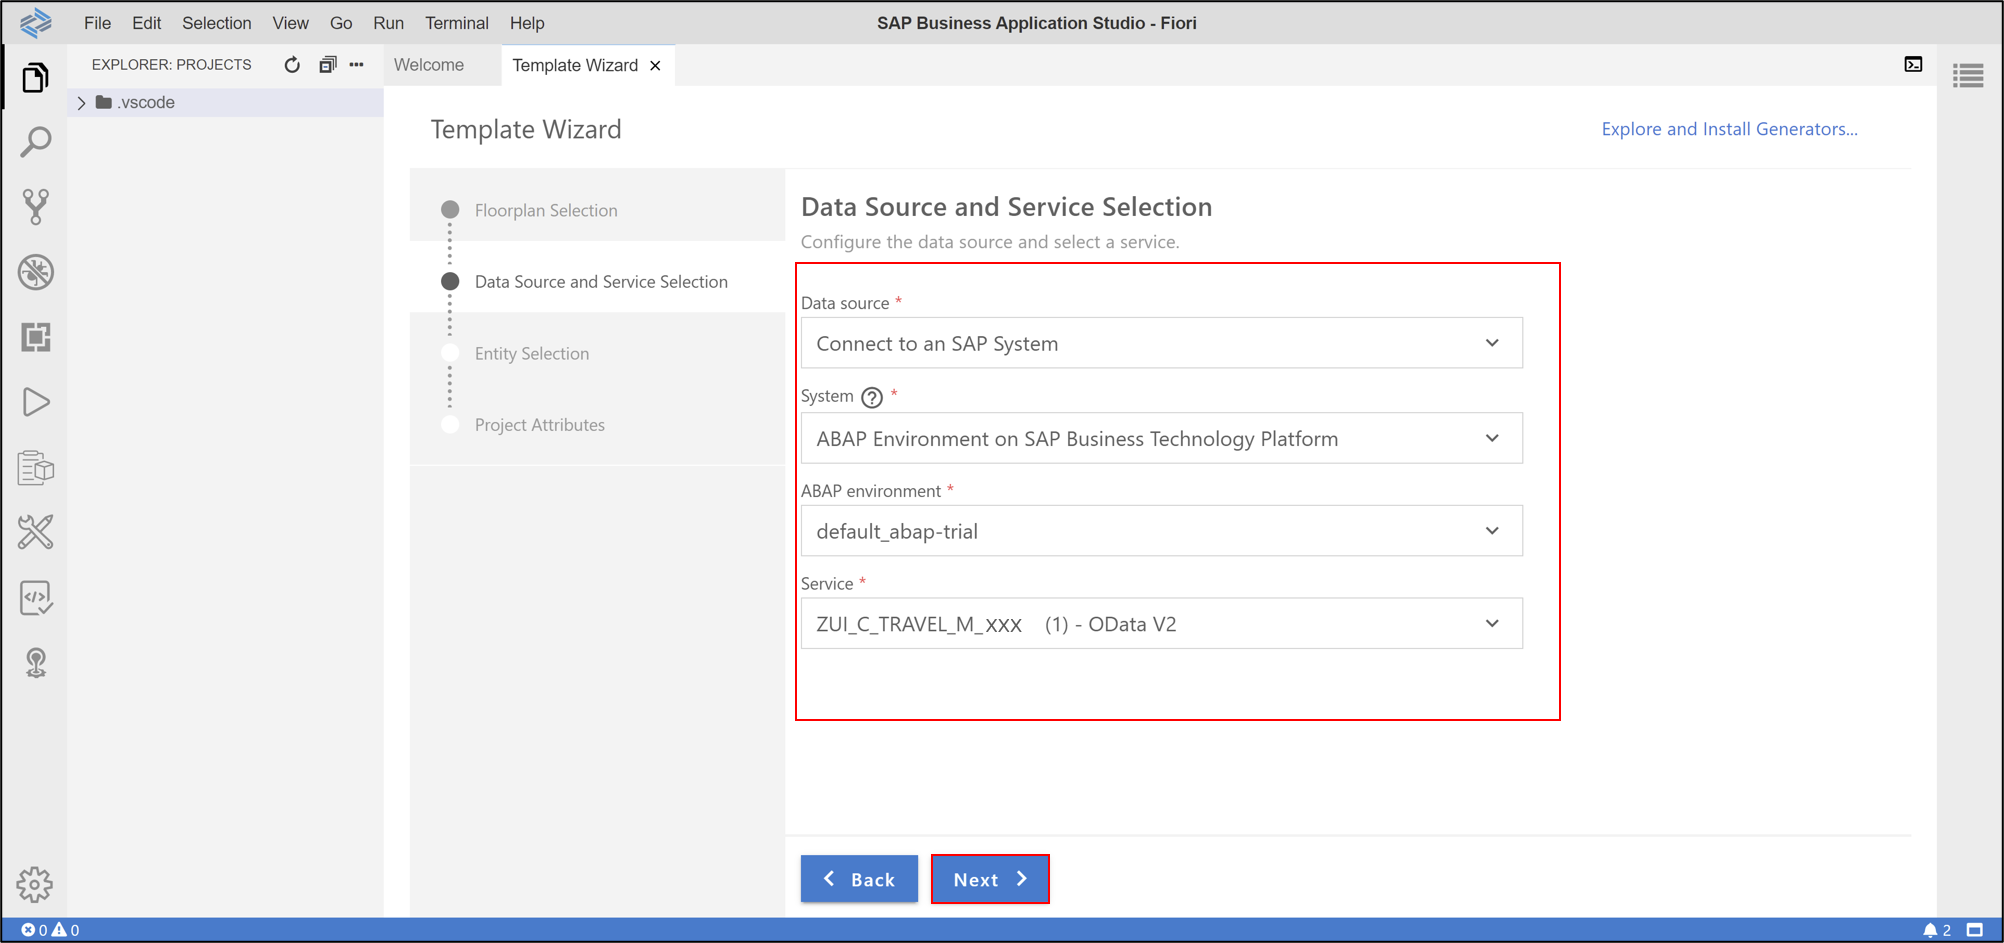 File Edit Selection View Go Run Terminal Help
SAP Business Application Studio - Fiori
EXPLORER: PROJECTS
Welcome
Template Wizard
.vscode
Template Wizard
Explore and Install Generators...
Floorplan Selection
Data Source and Service Selection
Entity Selection
Project Attributes
Data Source and Service Selection
Configure the data source and select a service.
Data source *
Connect to an SAP System
System ? *
ABAP Environment on SAP Business Technology Platform
ABAP environment *
default_abap-trial
Service *
ZUI_C_TRAVEL_M_XXX (1) - OData V2
Back
Next
0 0
2